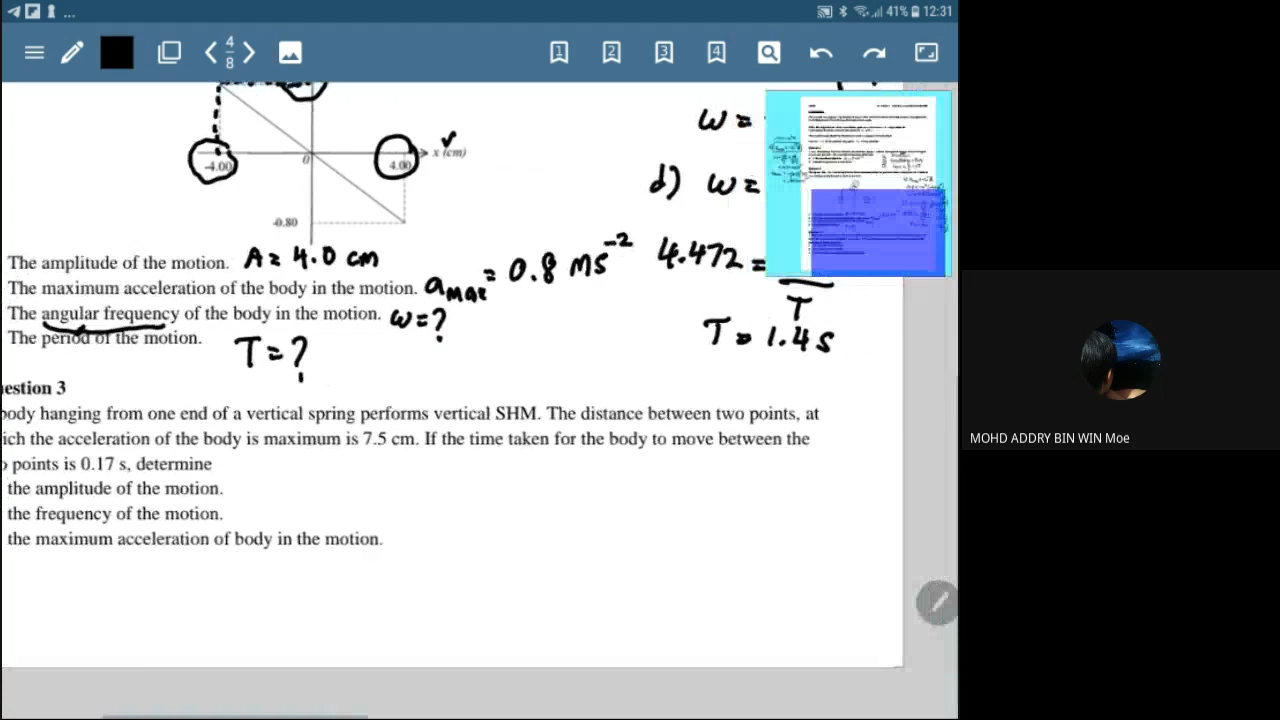 ... 41% 12:31
4
8
1 2 3 4
-4.00 0 4.00 x (cm)
-0.80
ω =
d) ω =
4.472 =
T
T = 1.4 s
The amplitude of the motion. A = 4.0 cm
The maximum acceleration of the body in the motion. aMAX = 0.8 ms⁻²
The angular frequency of the body in the motion. ω = ?
The period of the motion. T = ?
estion 3
body hanging from one end of a vertical spring performs vertical SHM. The distance between two points, at
ich the acceleration of the body is maximum is 7.5 cm. If the time taken for the body to move between the
o points is 0.17 s, determine
the amplitude of the motion.
the frequency of the motion.
the maximum acceleration of body in the motion.
MOHD ADDRY BIN WIN Moe